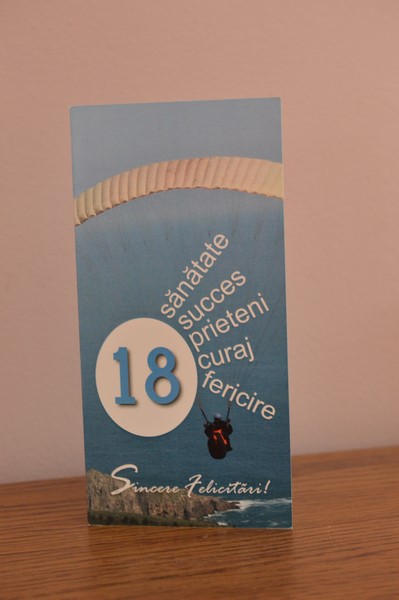 sănătate
succes
prieteni
curaj
fericire
18
Sincere Felicitări!